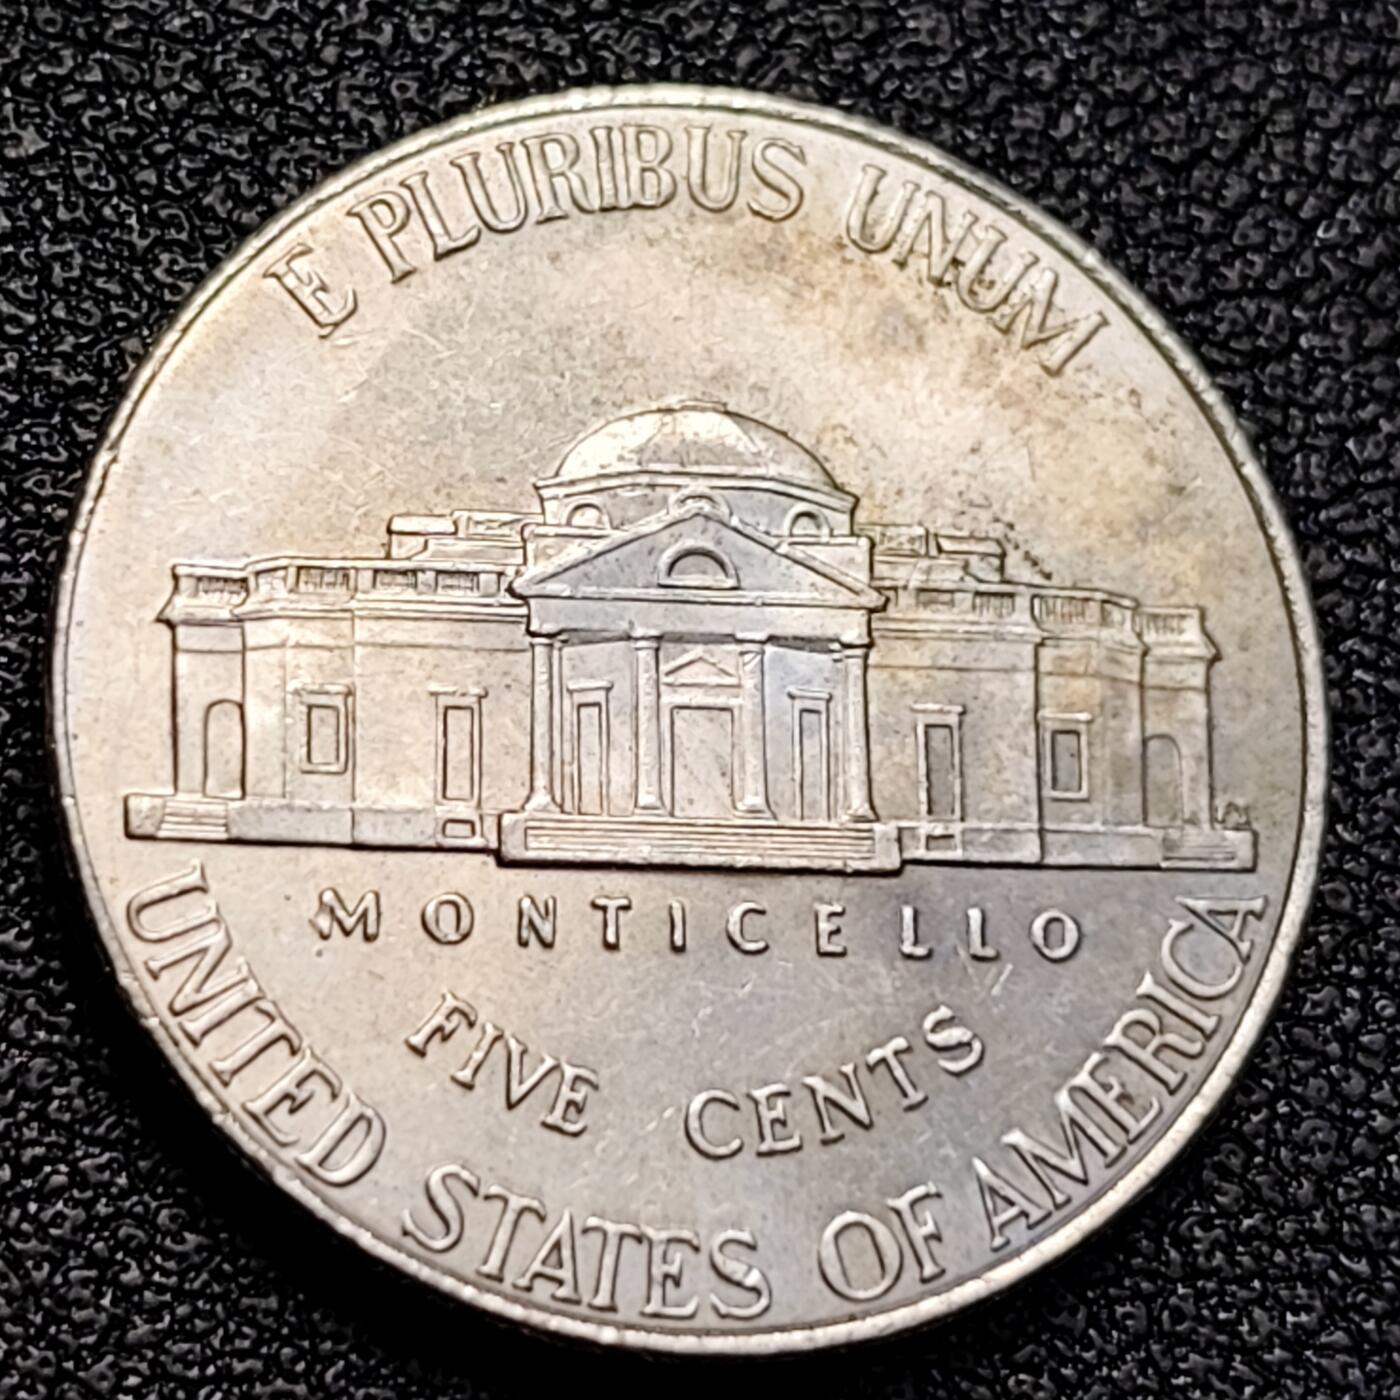 E PLURIBUS UNUM
MONTICELLO
FIVE CENTS
UNITED STATES OF AMERICA